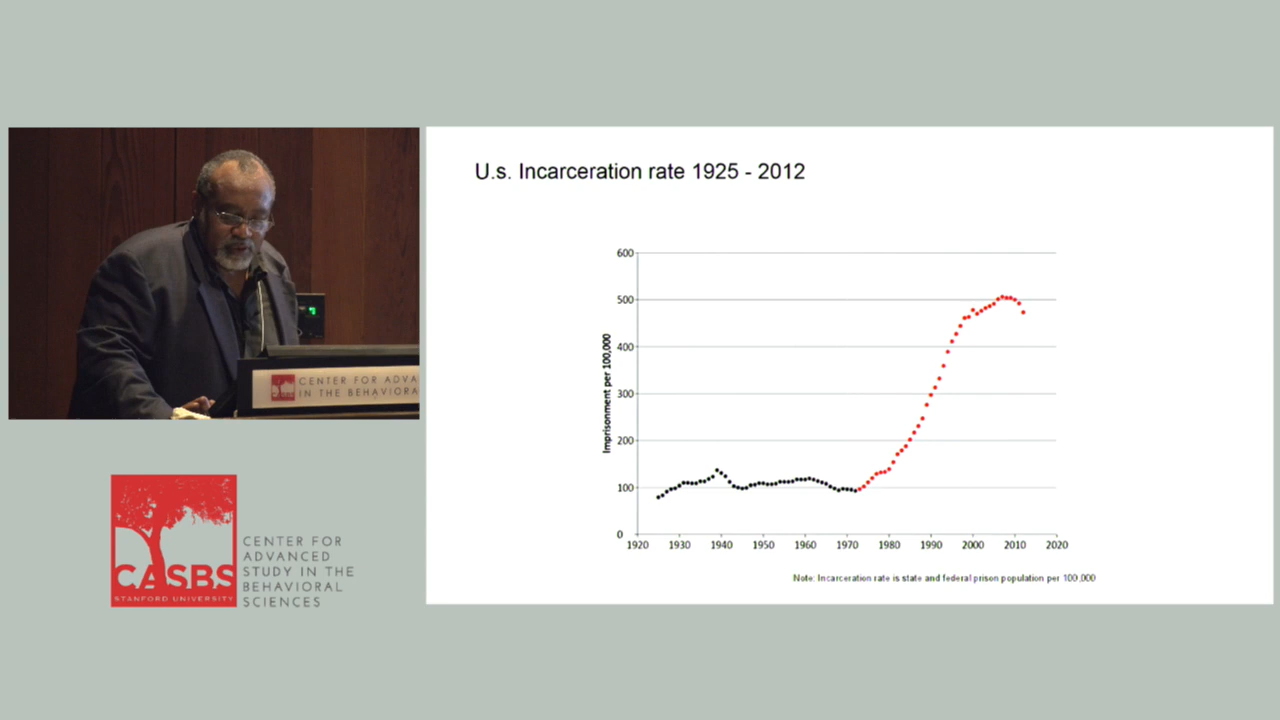 U.s. Incarceration rate 1925 - 2012
600
500
400
300
200
100
0
Imprisonment per 100,000
1920 1930 1940 1950 1960 1970 1980 1990 2000 2010 2020
Note: Incarceration rate is state and federal prison population per 100,000
CASBS
CENTER FOR ADVA
IN THE BEHAVIORA
CASBS
STANFORD UNIVERSITY
CENTER FOR
ADVANCED
STUDY IN THE
BEHAVIORAL
SCIENCES